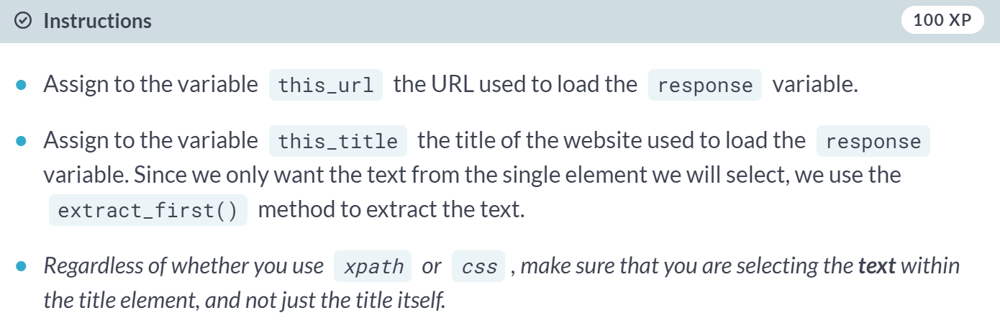 Instructions 100 XP
Assign to the variable this_url the URL used to load the response variable.
Assign to the variable this_title the title of the website used to load the response
variable. Since we only want the text from the single element we will select, we use the
extract_first() method to extract the text.
Regardless of whether you use xpath or css , make sure that you are selecting the text within
the title element, and not just the title itself.